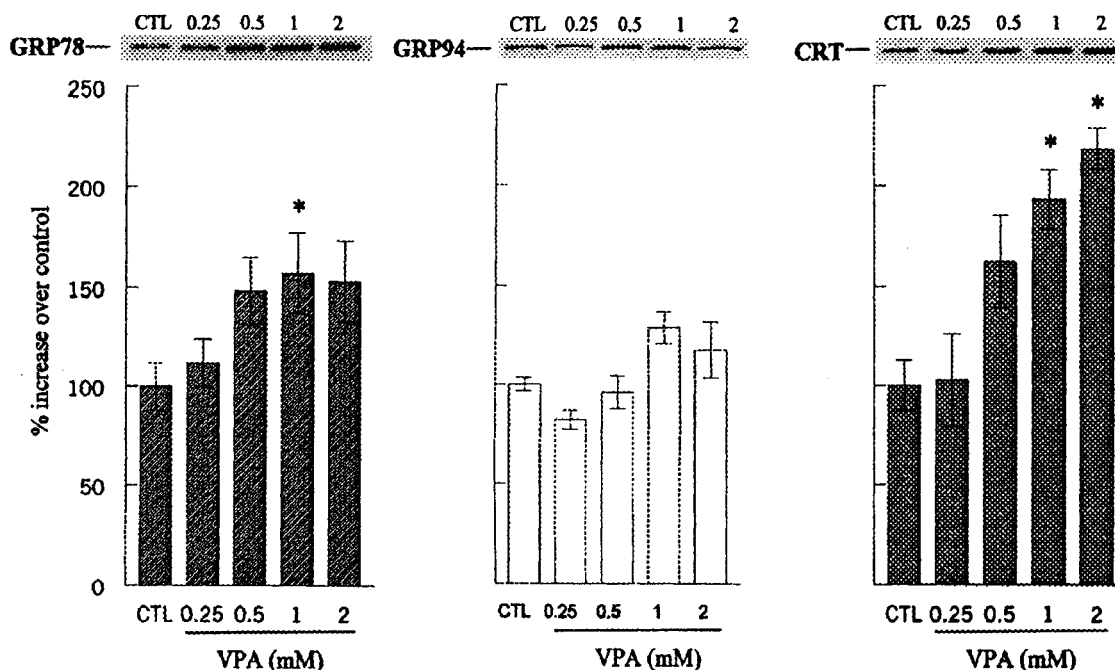 CTL 0.25 0.5 1 2
GRP78
CTL 0.25 0.5 1 2
GRP94
CTL 0.25 0.5 1 2
CRT
% increase over control
250
200
150
100
50
0
*
*
*
CTL 0.25 0.5 1 2
VPA (mM)
CTL 0.25 0.5 1 2
VPA (mM)
CTL 0.25 0.5 1 2
VPA (mM)